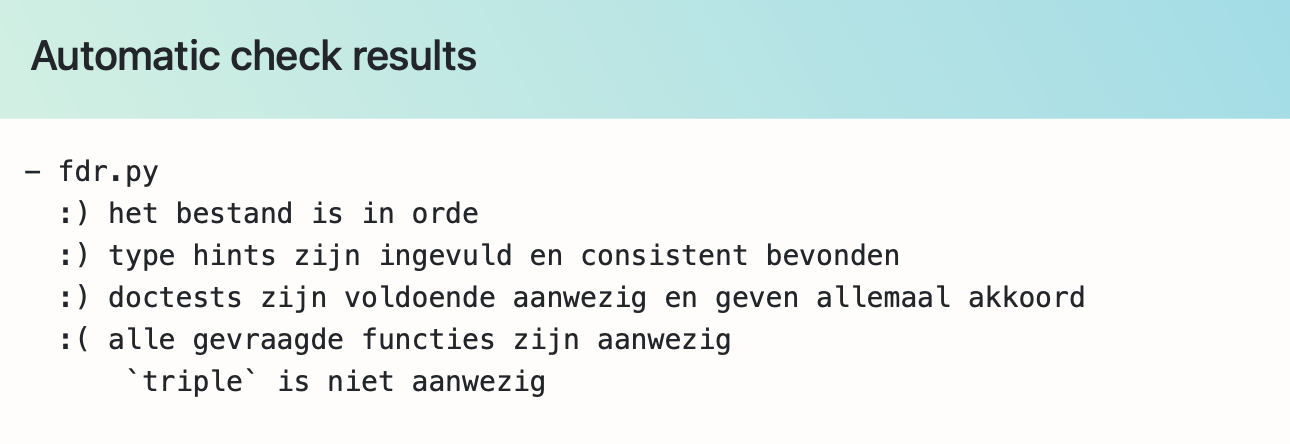 Automatic check results
– fdr.py
:) het bestand is in orde
:) type hints zijn ingevuld en consistent bevonden
:) doctests zijn voldoende aanwezig en geven allemaal akkoord
:( alle gevraagde functies zijn aanwezig
`triple` is niet aanwezig